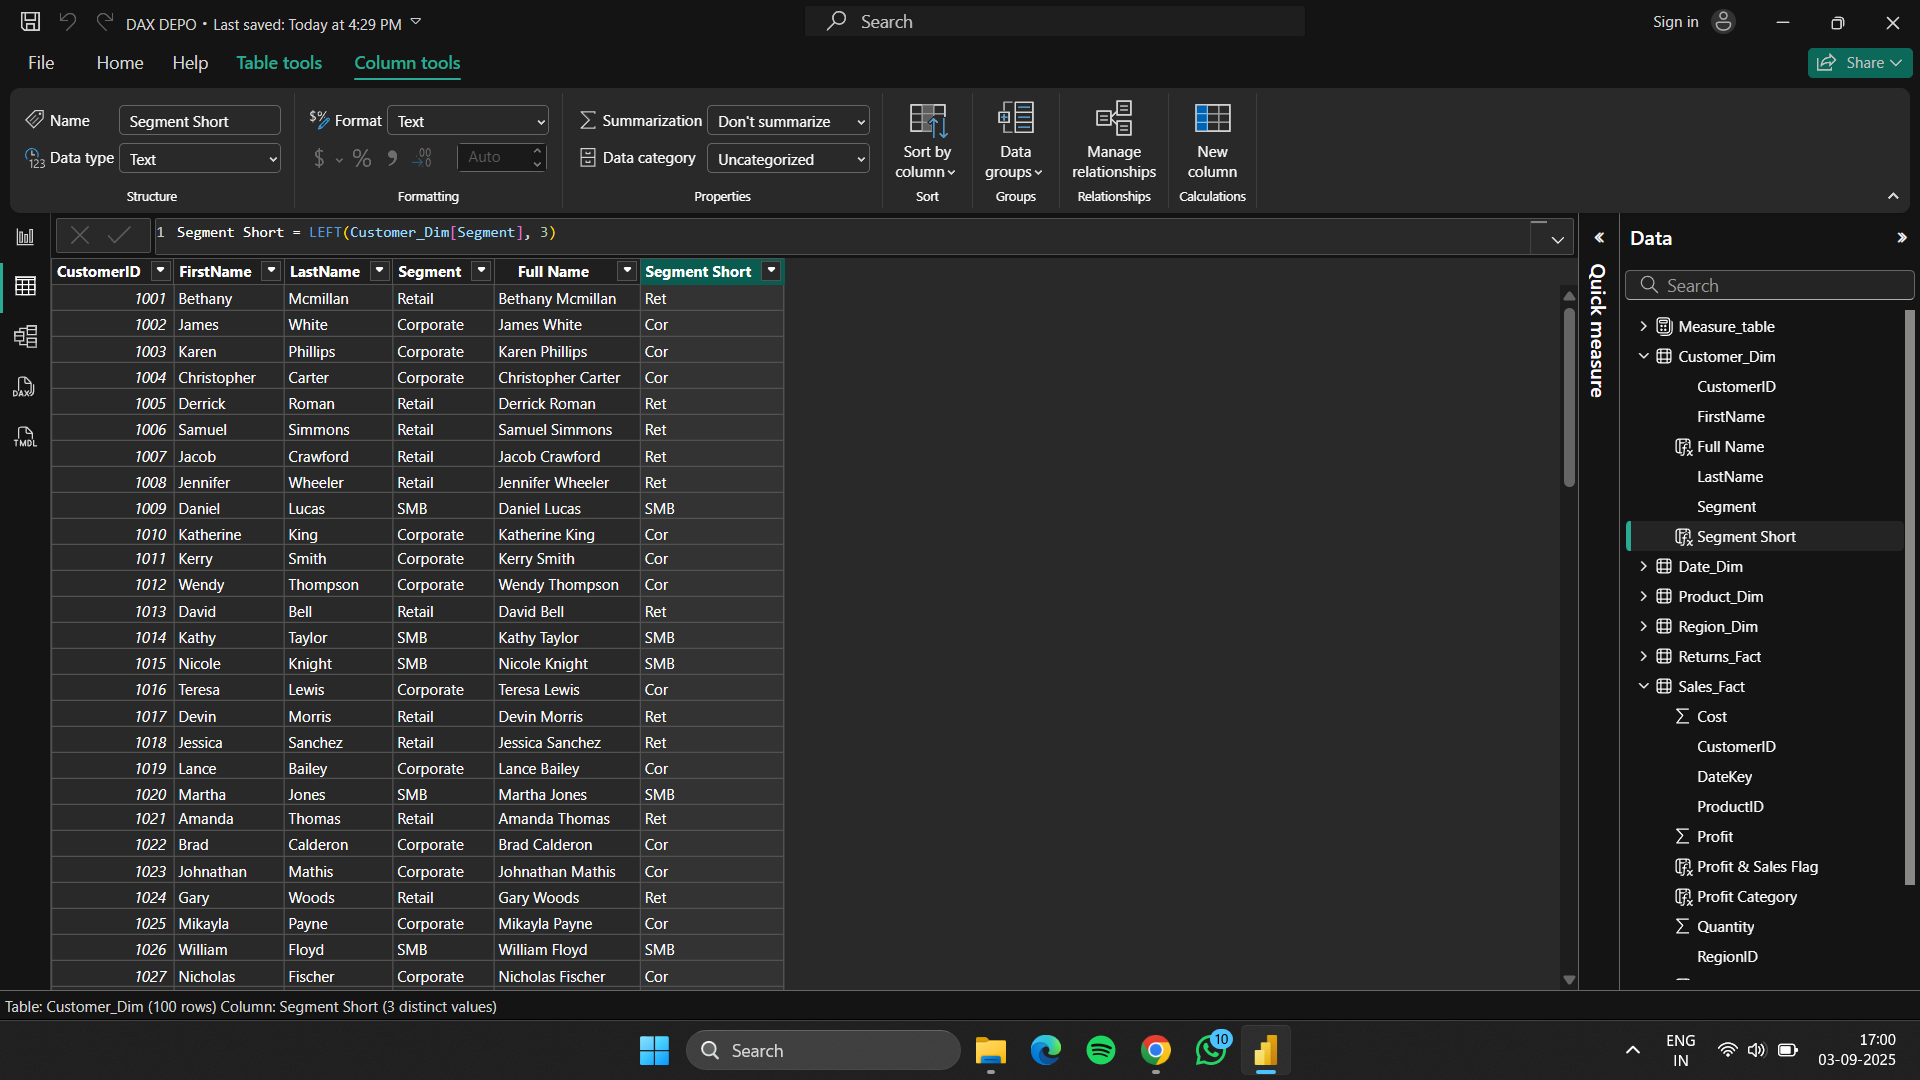 DAX DEPO • Last saved: Today at 4:29 PM
Search
Sign in
File
Home
Help
Table tools
Column tools
Share
Name
Segment Short
Format
Text
Summarization
Don't summarize
Data type
Text
$ % 9 .00
Auto
Data category
Uncategorized
Sort by
column
Data
groups
Manage
relationships
New
column
Structure
Formatting
Properties
Sort
Groups
Relationships
Calculations
1 Segment Short = LEFT(Customer_Dim[Segment], 3)
CustomerID FirstName LastName Segment Full Name Segment Short
1001 Bethany Mcmillan Retail Bethany Mcmillan Ret
1002 James White Corporate James White Cor
1003 Karen Phillips Corporate Karen Phillips Cor
1004 Christopher Carter Corporate Christopher Carter Cor
1005 Derrick Roman Retail Derrick Roman Ret
1006 Samuel Simmons Retail Samuel Simmons Ret
1007 Jacob Crawford Retail Jacob Crawford Ret
1008 Jennifer Wheeler Retail Jennifer Wheeler Ret
1009 Daniel Lucas SMB Daniel Lucas SMB
1010 Katherine King Corporate Katherine King Cor
1011 Kerry Smith Corporate Kerry Smith Cor
1012 Wendy Thompson Corporate Wendy Thompson Cor
1013 David Bell Retail David Bell Ret
1014 Kathy Taylor SMB Kathy Taylor SMB
1015 Nicole Knight SMB Nicole Knight SMB
1016 Teresa Lewis Corporate Teresa Lewis Cor
1017 Devin Morris Retail Devin Morris Ret
1018 Jessica Sanchez Retail Jessica Sanchez Ret
1019 Lance Bailey Corporate Lance Bailey Cor
1020 Martha Jones SMB Martha Jones SMB
1021 Amanda Thomas Retail Amanda Thomas Ret
1022 Brad Calderon Corporate Brad Calderon Cor
1023 Johnathan Mathis Corporate Johnathan Mathis Cor
1024 Gary Woods Retail Gary Woods Ret
1025 Mikayla Payne Corporate Mikayla Payne Cor
1026 William Floyd SMB William Floyd SMB
1027 Nicholas Fischer Corporate Nicholas Fischer Cor
DAX
TMDL
Quick measure
Data
Search
Measure_table
Customer_Dim
CustomerID
FirstName
Full Name
LastName
Segment
Segment Short
Date_Dim
Product_Dim
Region_Dim
Returns_Fact
Sales_Fact
Cost
CustomerID
DateKey
ProductID
Profit
Profit & Sales Flag
Profit Category
Quantity
RegionID
Table: Customer_Dim (100 rows) Column: Segment Short (3 distinct values)
Search
10
ENG
IN
17:00
03-09-2025